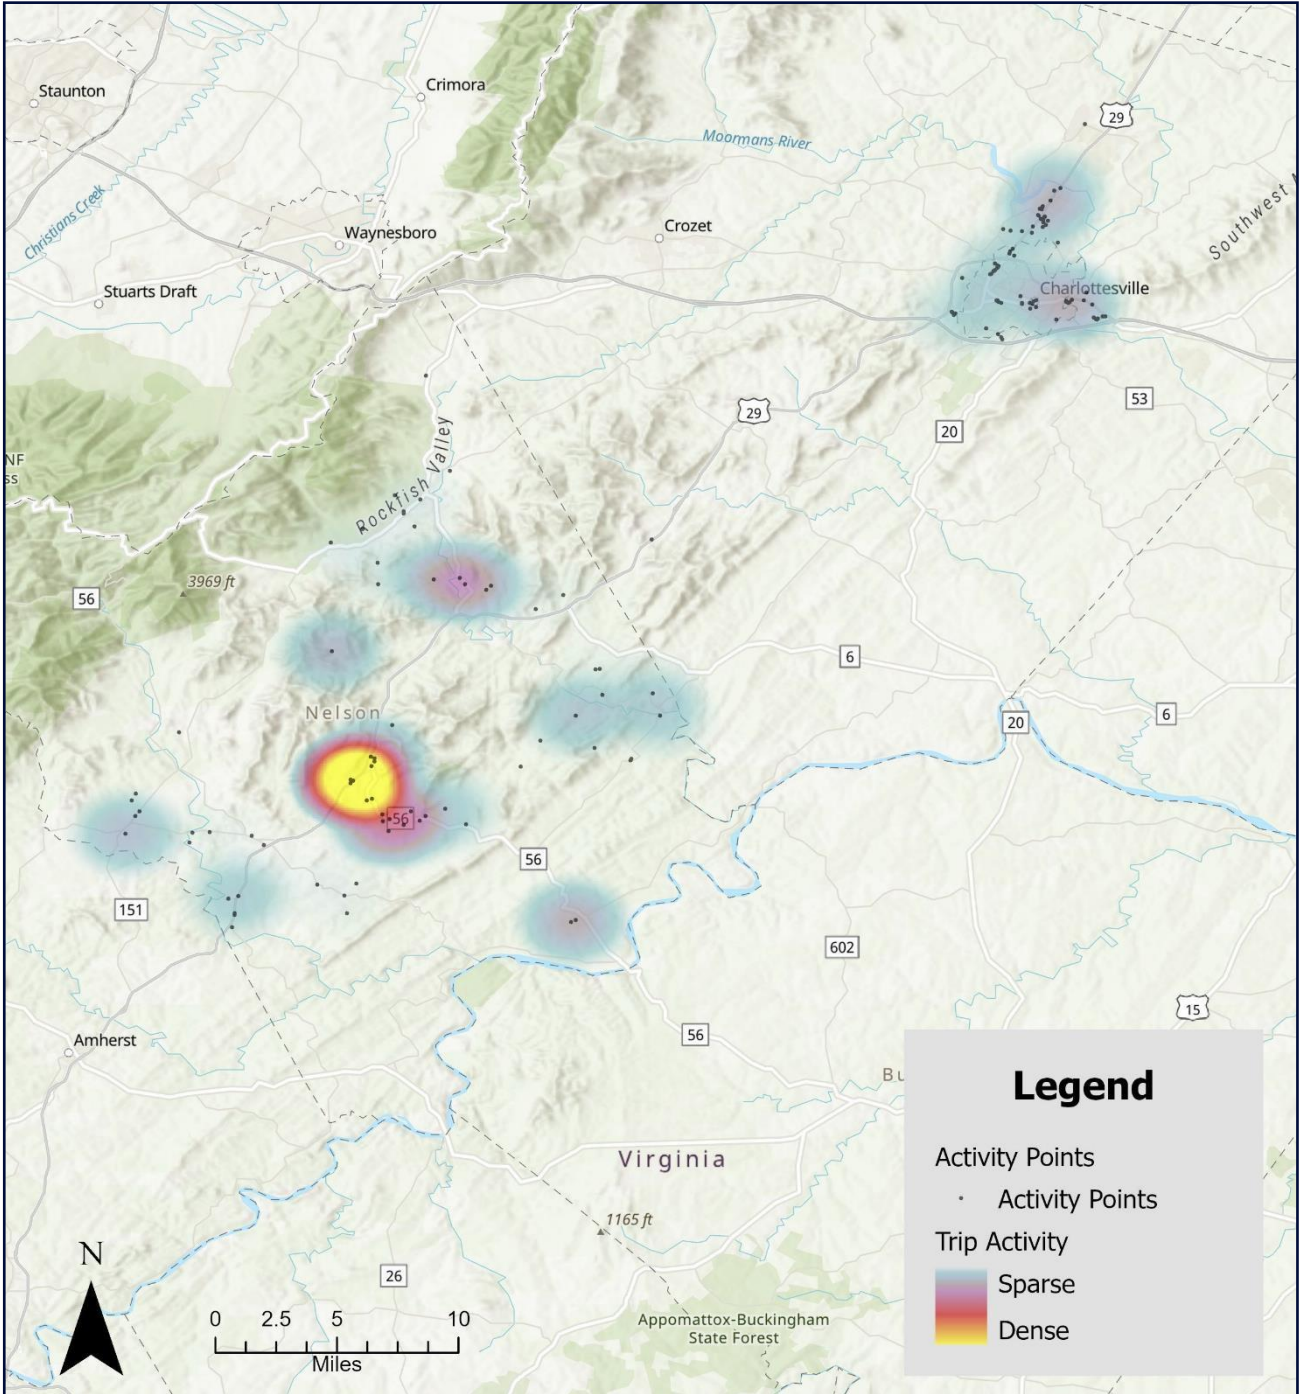 Staunton
Crimora
29
Moormans River
Christians Creek
Waynesboro
Crozet
Southwest M
Stuarts Draft
Charlottesville
53
29
20
Rockfish Valley
NF
ss
3969 ft
56
6
Nelson
6
20
56
56
151
602
15
56
Amherst
Bu
Virginia
1165 ft
26
Appomattox-Buckingham
State Forest
N
0 2.5 5 10
Miles
Legend
Activity Points
Activity Points
Trip Activity
Sparse
Dense